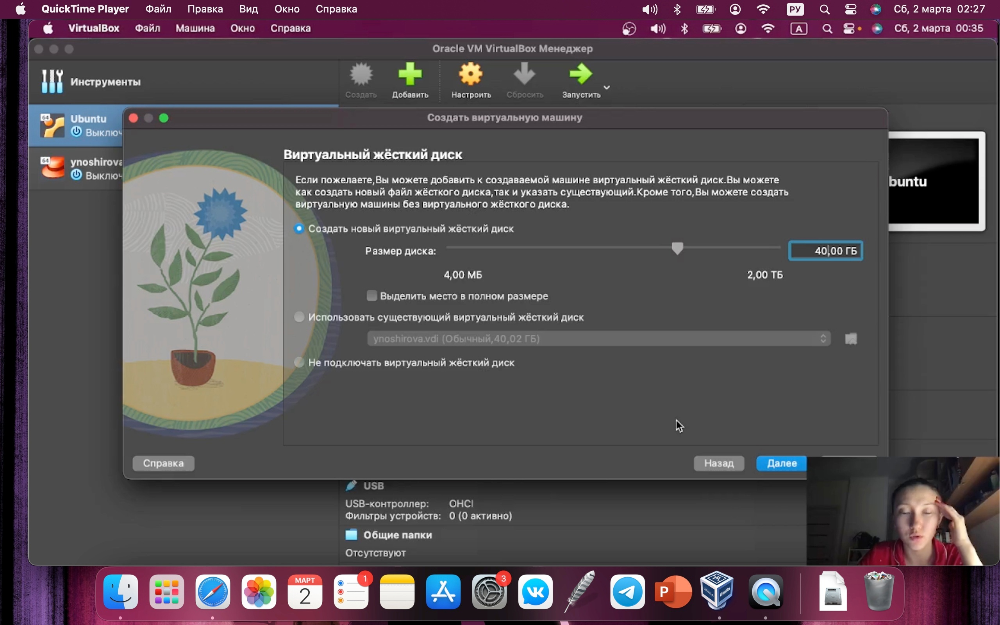 QuickTime Player Файл Правка Вид Окно Справка РУ Сб, 2 марта 02:27
VirtualBox Файл Машина Окно Справка A Сб, 2 марта 00:35
Oracle VM VirtualBox Менеджер
Инструменты
Создать Добавить Настроить Сбросить Запустить
64 Ubuntu
Выключ
64 ynoshirova
Выключ
Создать виртуальную машину
Виртуальный жёсткий диск
Если пожелаете,Вы можете добавить к создаваемой машине виртуальный жёсткий диск.Вы можете
как создать новый файл жёсткого диска,так и указать существующий.Кроме того,Вы можете создать
виртуальную машины без виртуального жёсткого диска.
buntu
Создать новый виртуальный жёсткий диск
Размер диска: 40,00 ГБ
4,00 МБ 2,00 ТБ
Выделить место в полном размере
Использовать существующий виртуальный жёсткий диск
ynoshirova.vdi (Обычный,40,02 ГБ)
Не подключать виртуальный жёсткий диск
Справка Назад Далее
USB
USB-контроллер: OHCI
Фильтры устройств: 0 (0 активно)
Общие папки
Отсутствуют
МАРТ
2
1
3
P